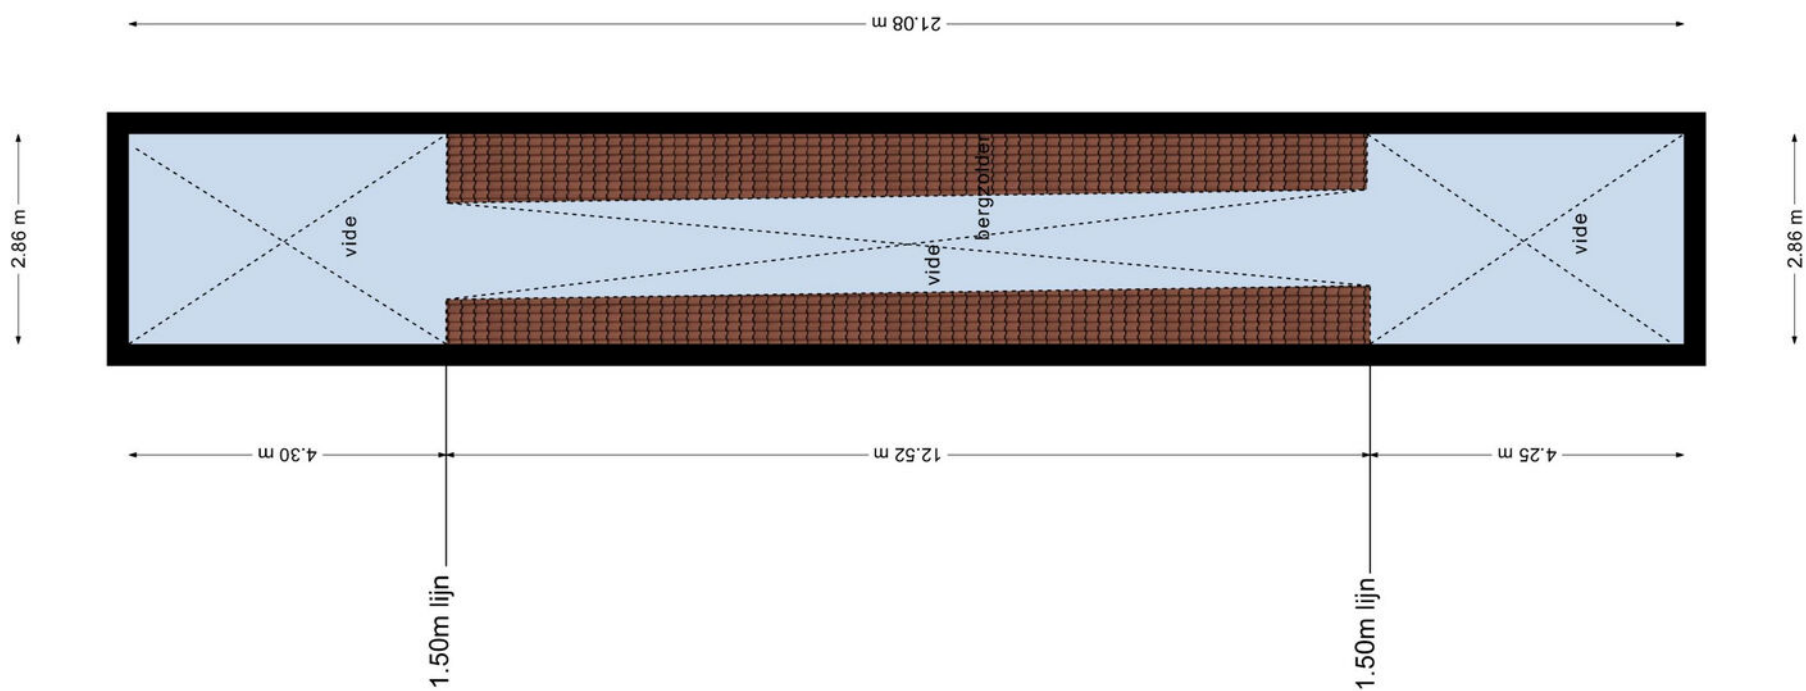 21.08 m
2.86 m
2.86 m
vide
bergzolder
vide
vide
4.30 m
12.52 m
4.25 m
1.50m lijn
1.50m lijn